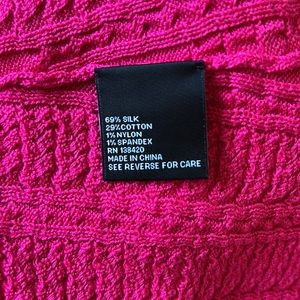 69% SILK
29% COTTON
1% NYLON
1% SPANDEX
RN 138420
MADE IN CHINA
SEE REVERSE FOR CARE